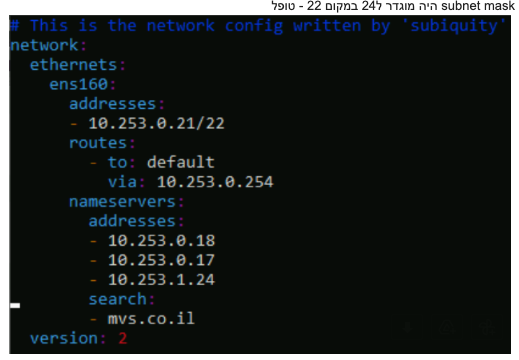 subnet mask היה מוגדר ל24 במקום 22 - טופל
# This is the network config written by 'subiquity'
network:
  ethernets:
    ens160:
      addresses:
      - 10.253.0.21/22
      routes:
        - to: default
          via: 10.253.0.254
      nameservers:
        addresses:
        - 10.253.0.18
        - 10.253.0.17
        - 10.253.1.24
        search:
        - mvs.co.il
  version: 2